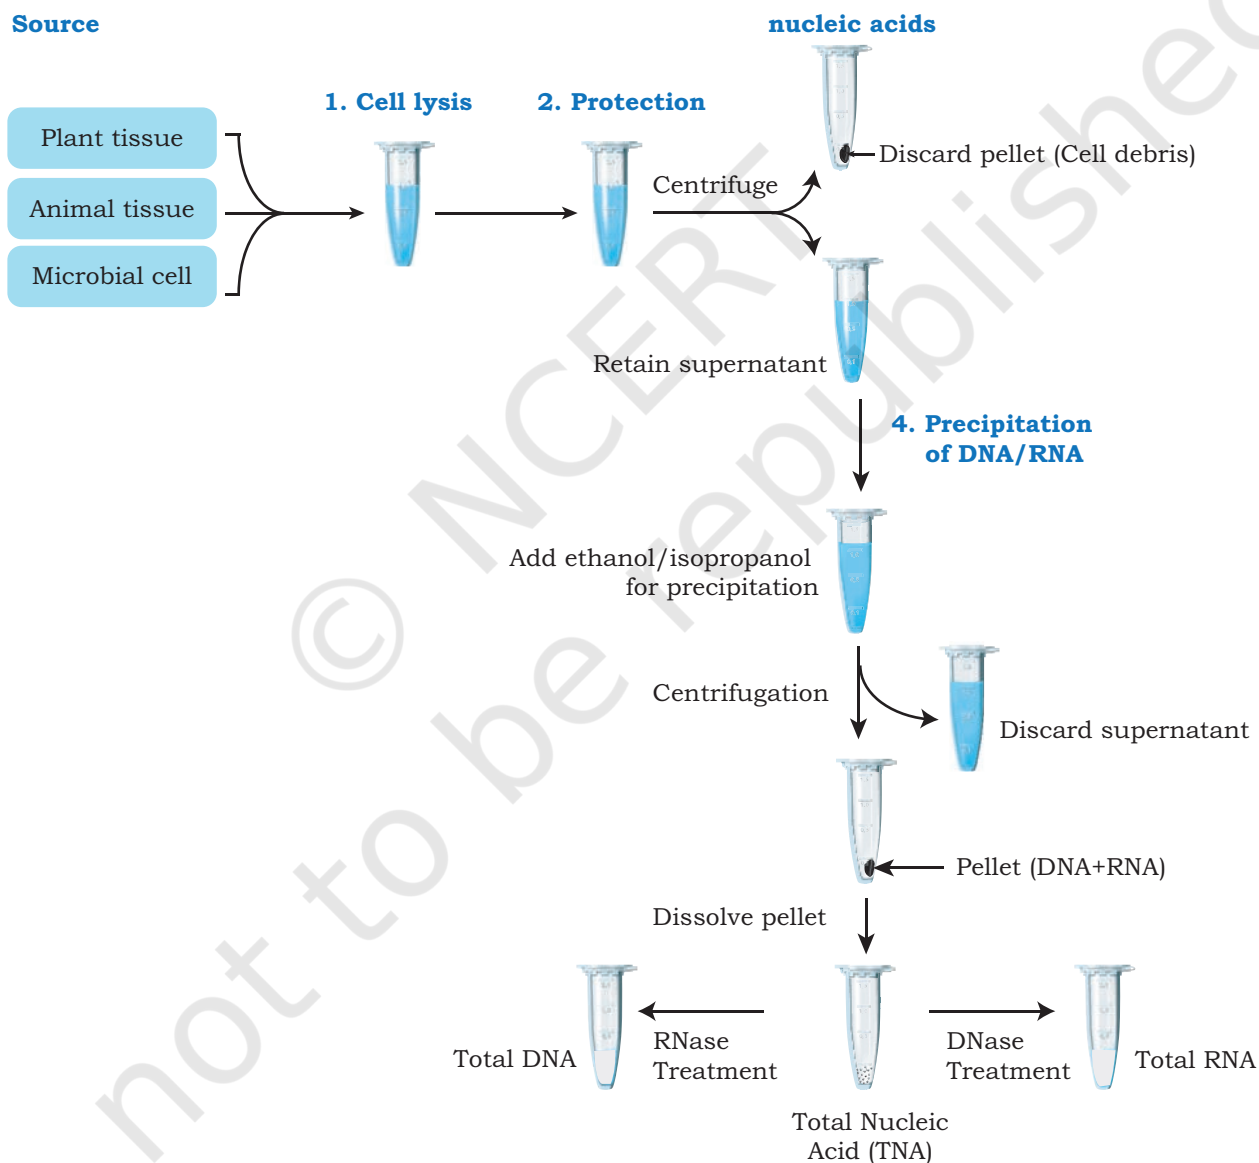 Source
nucleic acids
1. Cell lysis
2. Protection
Plant tissue
Animal tissue
Microbial cell
Centrifuge
Discard pellet (Cell debris)
Retain supernatant
4. Precipitation
of DNA/RNA
Add ethanol/isopropanol
for precipitation
Centrifugation
Discard supernatant
Pellet (DNA+RNA)
Dissolve pellet
Total DNA
RNase
Treatment
DNase
Treatment
Total RNA
Total Nucleic
Acid (TNA)
© NCERT
not to be republished